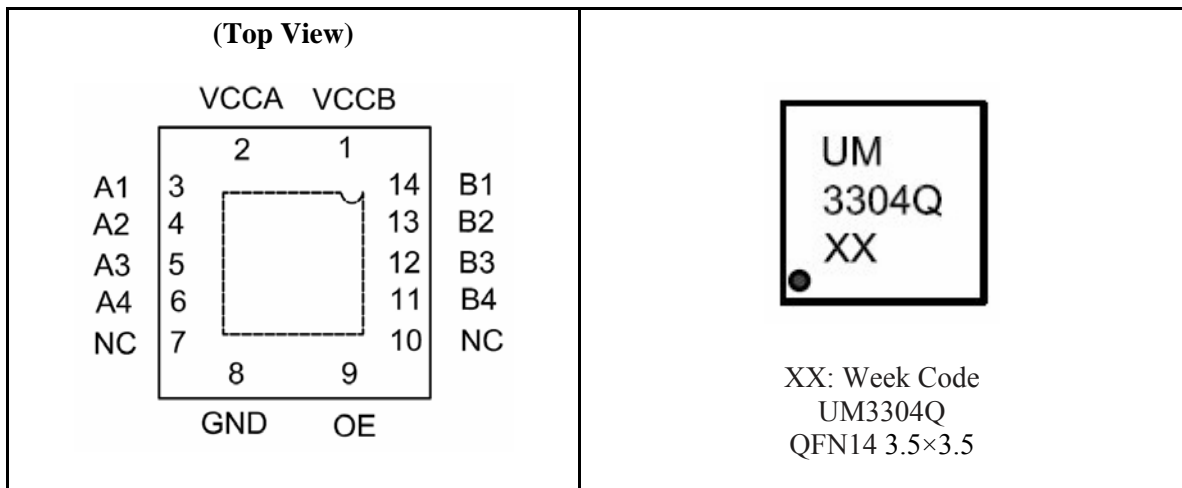 (Top View)
VCCA VCCB
2 1
A1 3 14 B1
A2 4 13 B2
A3 5 12 B3
A4 6 11 B4
NC 7 10 NC
8 9
GND OE
UM
3304Q
XX
XX: Week Code
UM3304Q
QFN14 3.5×3.5